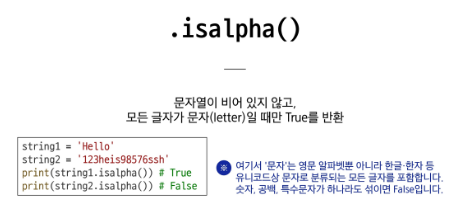 .isalpha()
문자열이 비어 있지 않고,
모든 글자가 문자(letter)일 때만 True를 반환
string1 = 'Hello'
string2 = '123heis98576ssh'
print(string1.isalpha()) # True
print(string2.isalpha()) # False
※ 여기서 '문자'는 영문 알파벳뿐 아니라 한글·한자 등
유니코드상 문자로 분류되는 모든 글자를 포함합니다.
숫자, 공백, 특수문자가 하나라도 섞이면 False입니다.